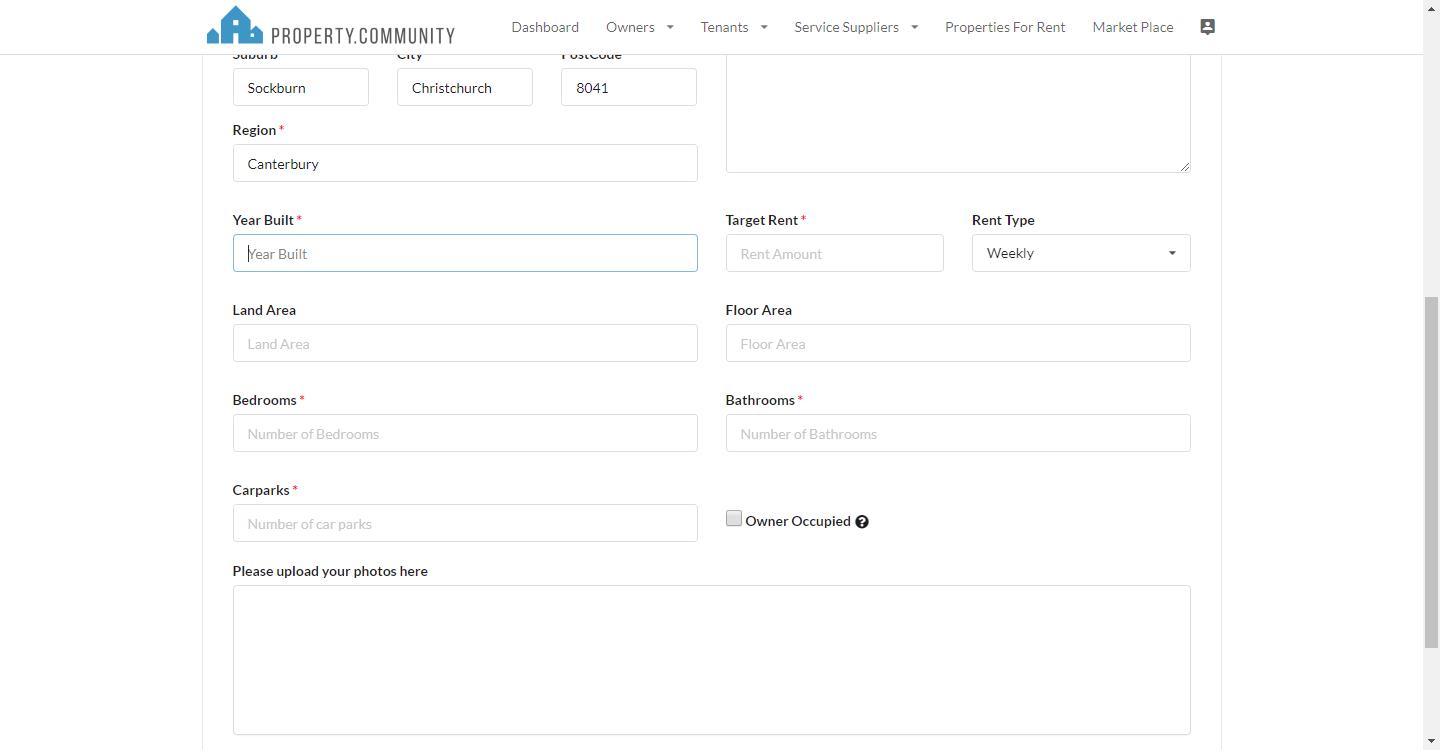 PROPERTY.COMMUNITY
Dashboard Owners Tenants Service Suppliers Properties For Rent Market Place
Suburb City PostCode
Sockburn Christchurch 8041
Region *
Canterbury
Year Built * Target Rent * Rent Type
Year Built Rent Amount Weekly
Land Area Floor Area
Land Area Floor Area
Bedrooms * Bathrooms *
Number of Bedrooms Number of Bathrooms
Carparks *
Number of car parks Owner Occupied ?
Please upload your photos here